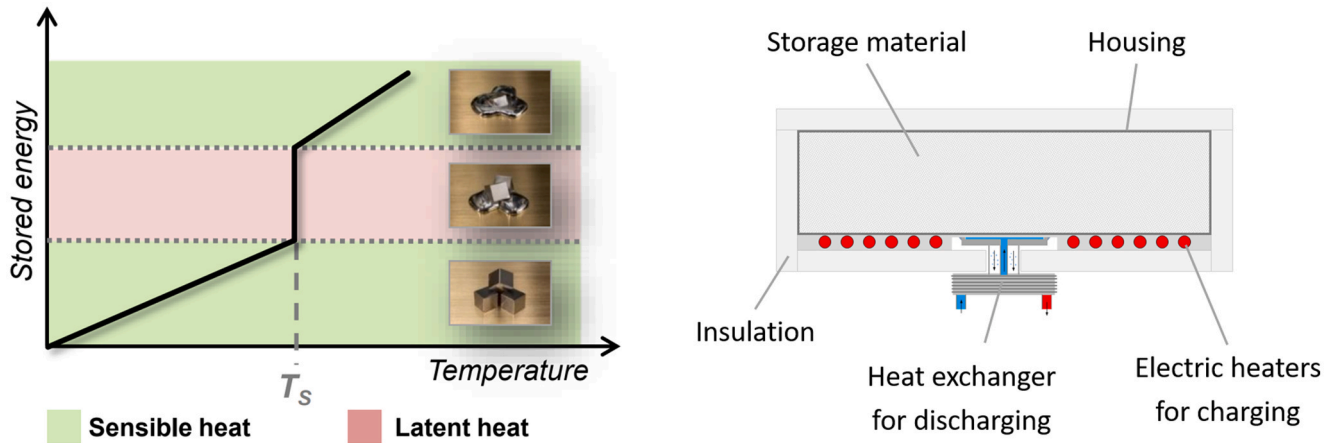 Stored energy
Temperature
T_S
Sensible heat
Latent heat
Storage material
Housing
Insulation
Heat exchanger
for discharging
Electric heaters
for charging